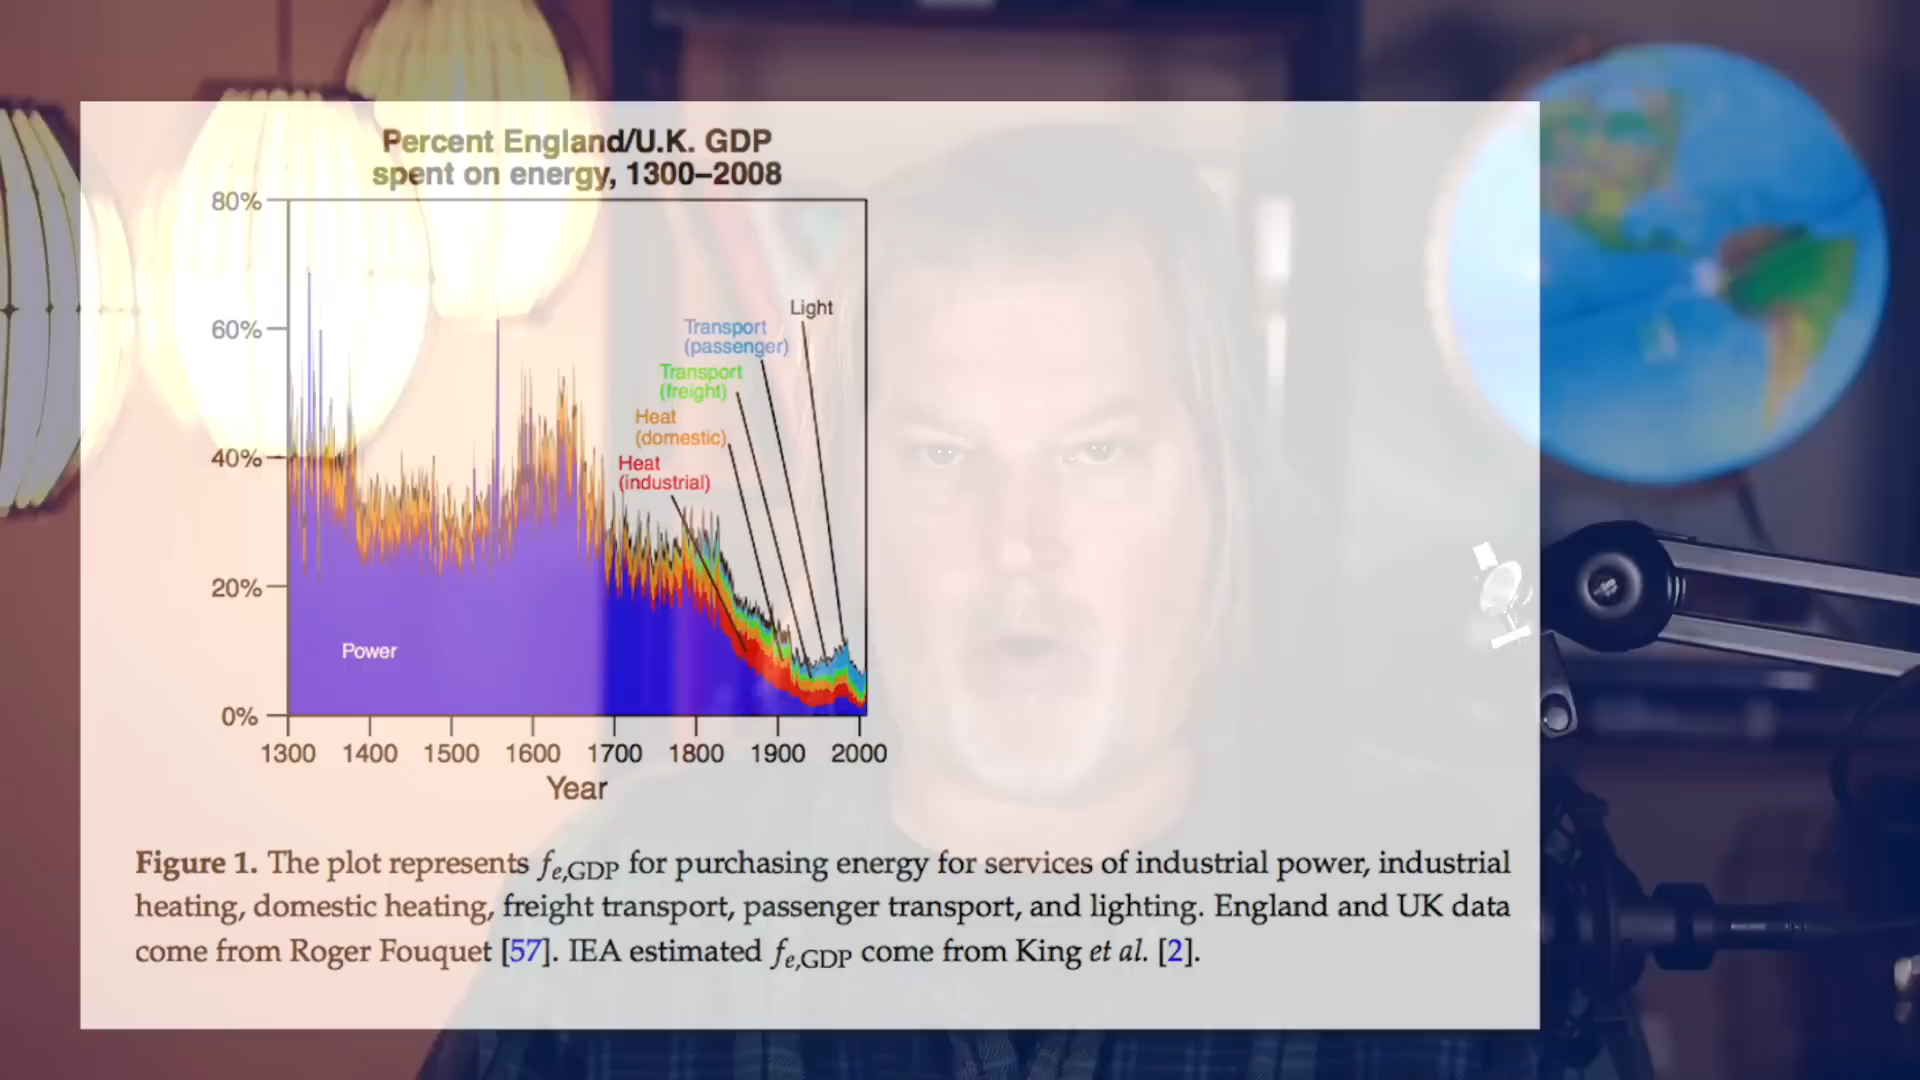 Percent England/U.K. GDP
spent on energy, 1300–2008
80%
60%
40%
20%
0%
Light
Transport
(passenger)
Transport
(freight)
Heat
(domestic)
Heat
(industrial)
Power
1300 1400 1500 1600 1700 1800 1900 2000
Year
Figure 1. The plot represents fe,GDP for purchasing energy for services of industrial power, industrial
heating, domestic heating, freight transport, passenger transport, and lighting. England and UK data
come from Roger Fouquet [57]. IEA estimated fe,GDP come from King et al. [2].